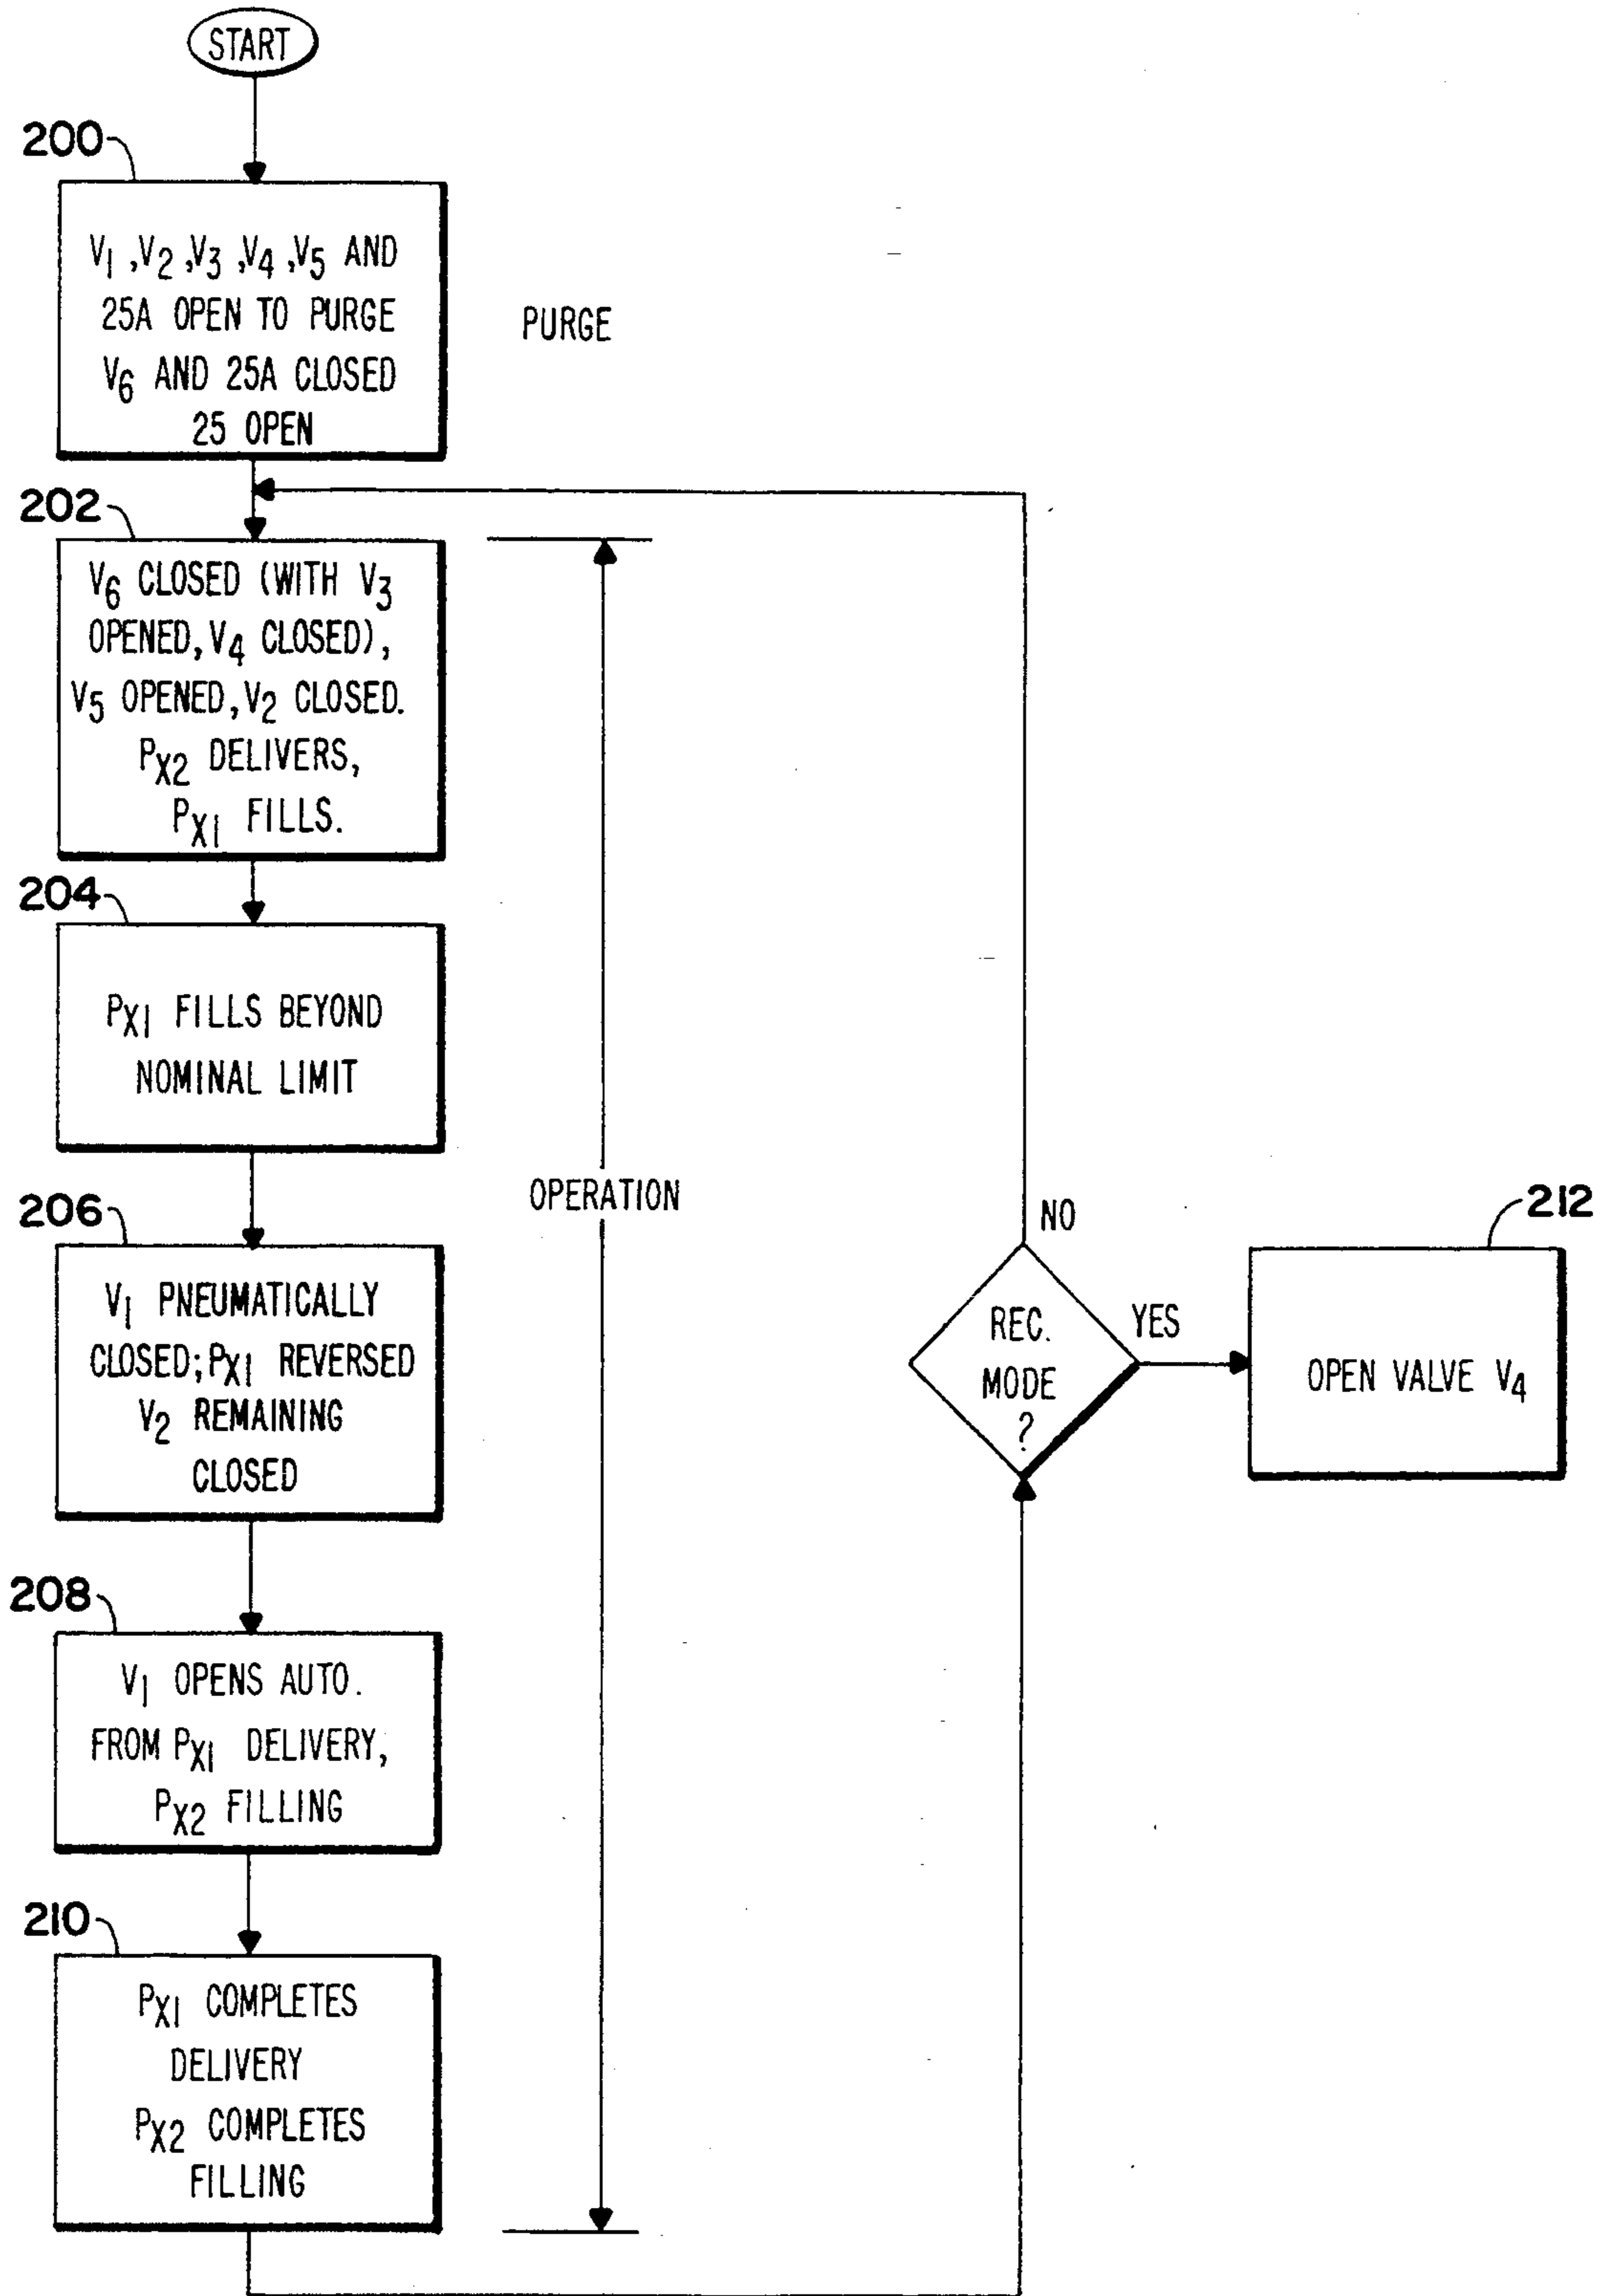 START
200
V1 ,V2 ,V3 ,V4 ,V5 AND
25A OPEN TO PURGE
V6 AND 25A CLOSED
25 OPEN
PURGE
202
V6 CLOSED (WITH V3
OPENED, V4 CLOSED),
V5 OPENED, V2 CLOSED.
PX2 DELIVERS,
PX1 FILLS.
204
PX1 FILLS BEYOND
NOMINAL LIMIT
OPERATION
206
V1 PNEUMATICALLY
CLOSED; PX1 REVERSED
V2 REMAINING
CLOSED
208
V1 OPENS AUTO.
FROM PX1 DELIVERY,
PX2 FILLING
210
PX1 COMPLETES
DELIVERY
PX2 COMPLETES
FILLING
NO
REC.
MODE
?
YES
212
OPEN VALVE V4